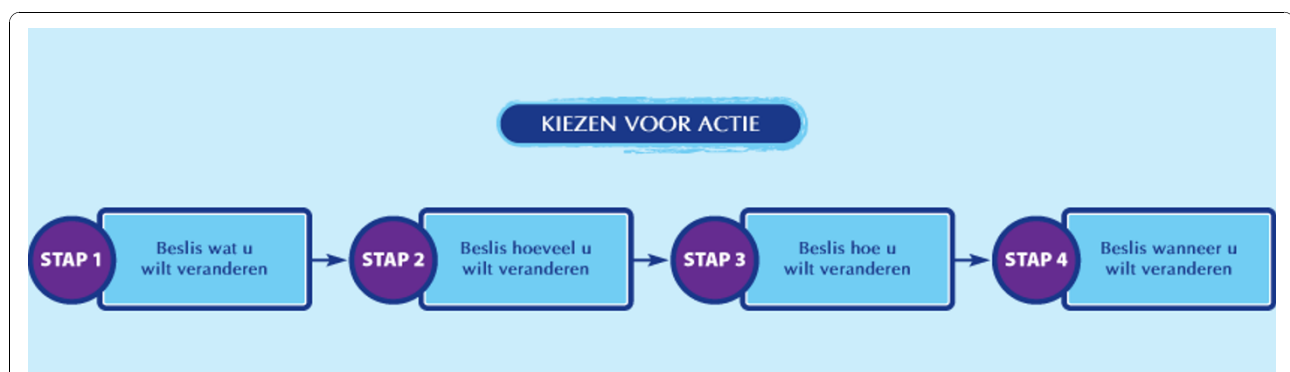 KIEZEN VOOR ACTIE
STAP 1
Beslis wat u
wilt veranderen
STAP 2
Beslis hoeveel u
wilt veranderen
STAP 3
Beslis hoe u
wilt veranderen
STAP 4
Beslis wanneer u
wilt veranderen